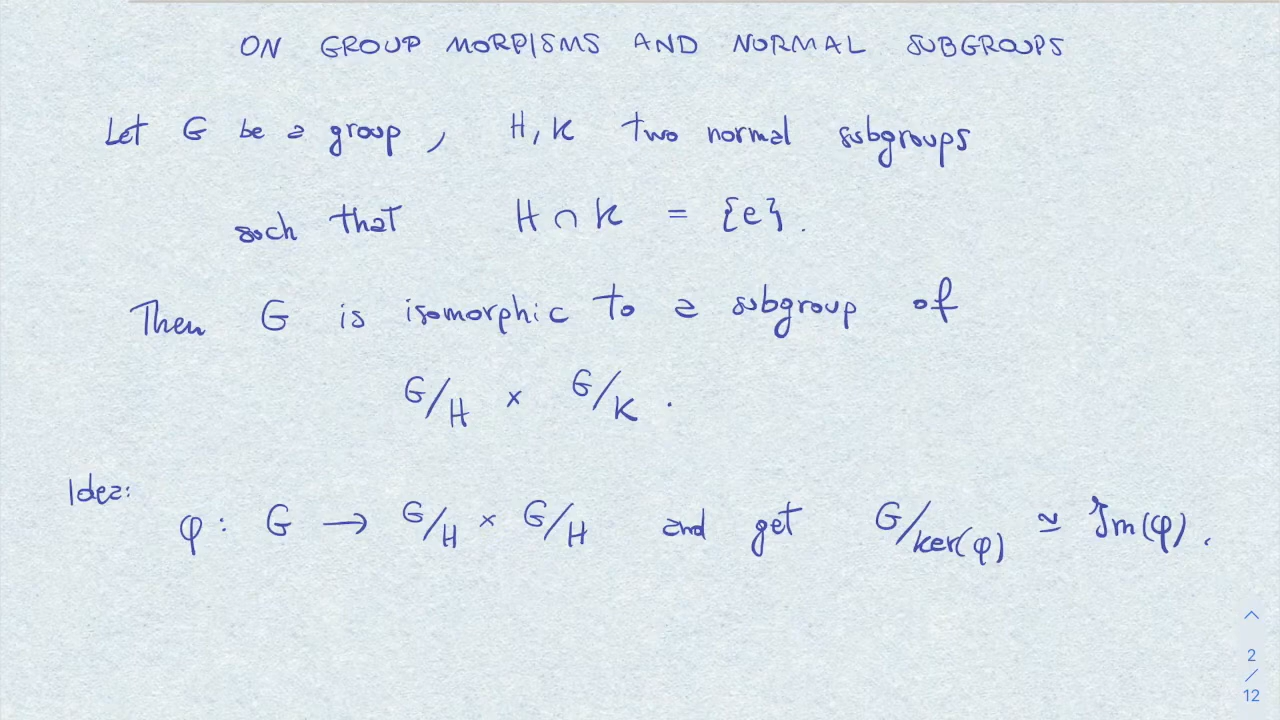 ON GROUP MORPISMS AND NORMAL SUBGROUPS
Let G be a group, H, K two normal subgroups
such that H ∩ K = {e}.
Then G is isomorphic to a subgroup of
G/H × G/K.
Idea:
φ: G → G/H × G/H and get G/ker(φ) ≃ Im(φ).
2
/
12